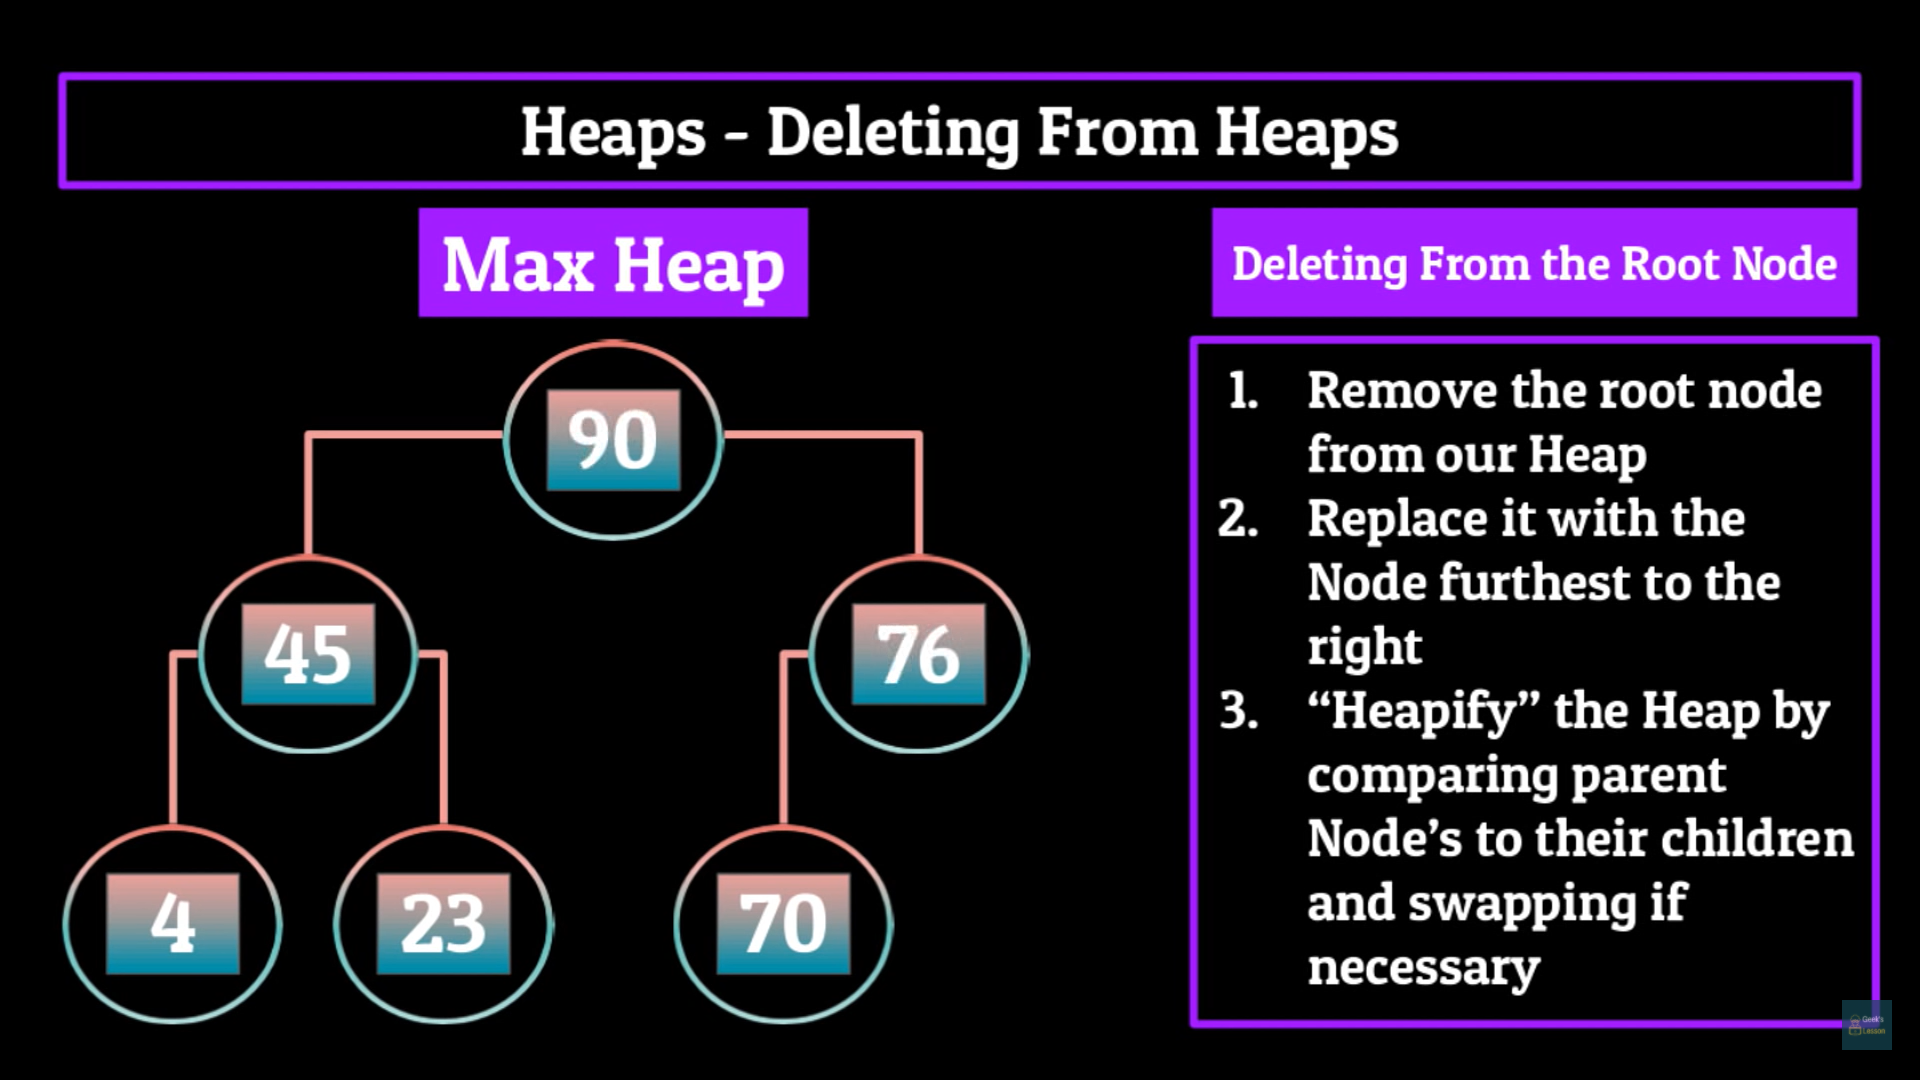 Heaps - Deleting From Heaps
Max Heap
Deleting From the Root Node
90
45
76
4
23
70
1. Remove the root node
from our Heap
2. Replace it with the
Node furthest to the
right
3. “Heapify” the Heap by
comparing parent
Node’s to their children
and swapping if
necessary
Geek's
Lesson